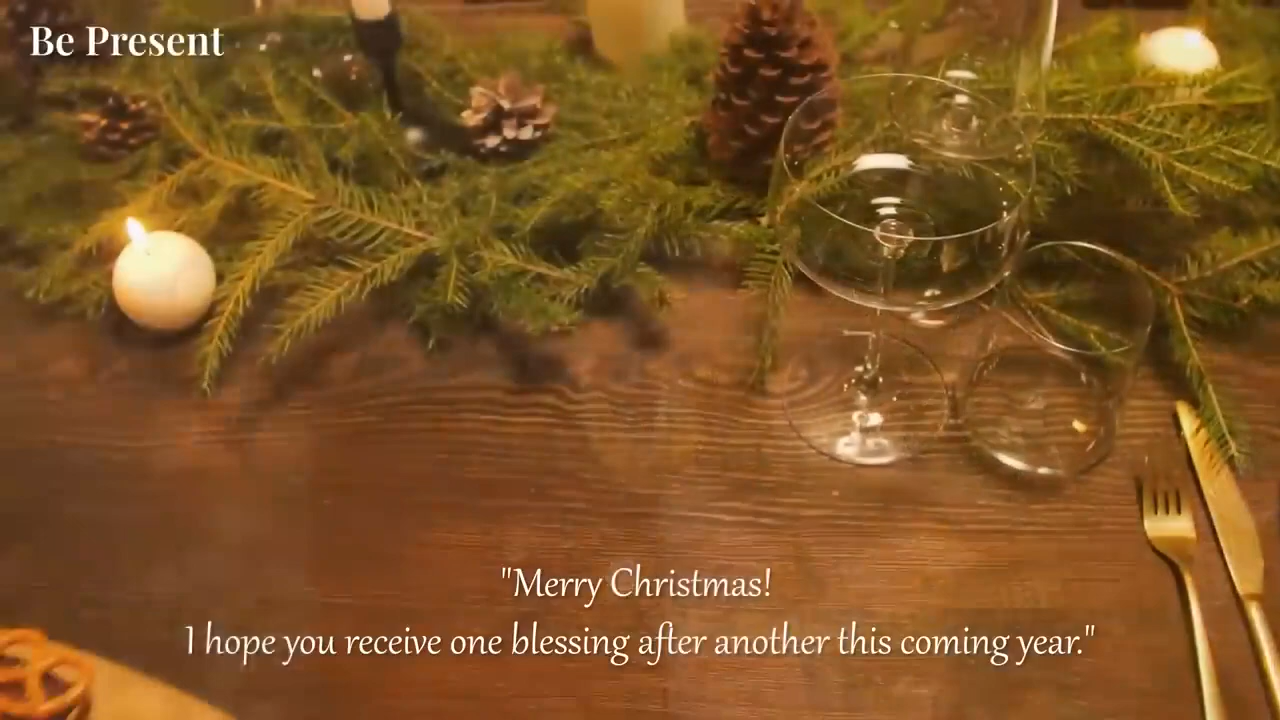 Be Present
"Merry Christmas!
I hope you receive one blessing after another this coming year."